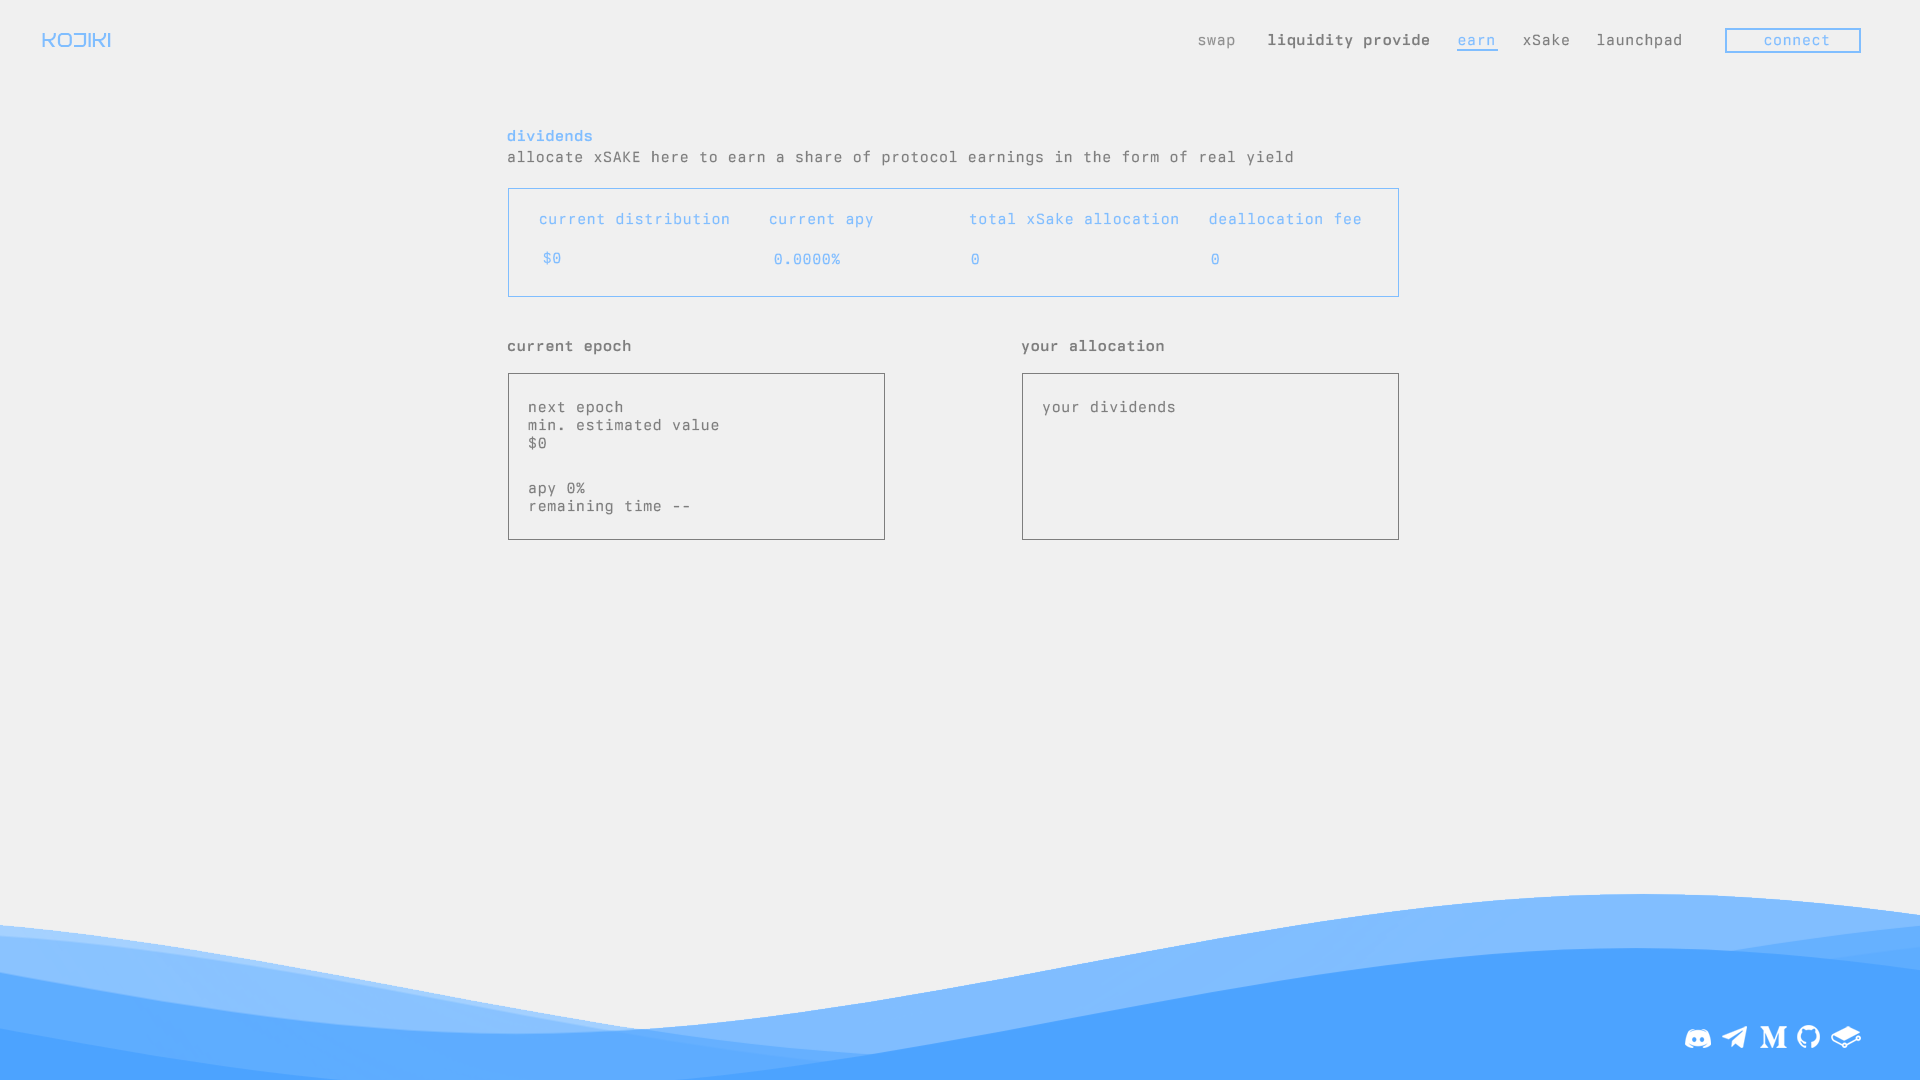 KOJIKI
swap liquidity provide earn xSake launchpad connect
dividends
allocate xSAKE here to earn a share of protocol earnings in the form of real yield
current distribution current apy total xSake allocation deallocation fee
$0 0.0000% 0 0
current epoch
next epoch
min. estimated value
$0
apy 0%
remaining time --
your allocation
your dividends